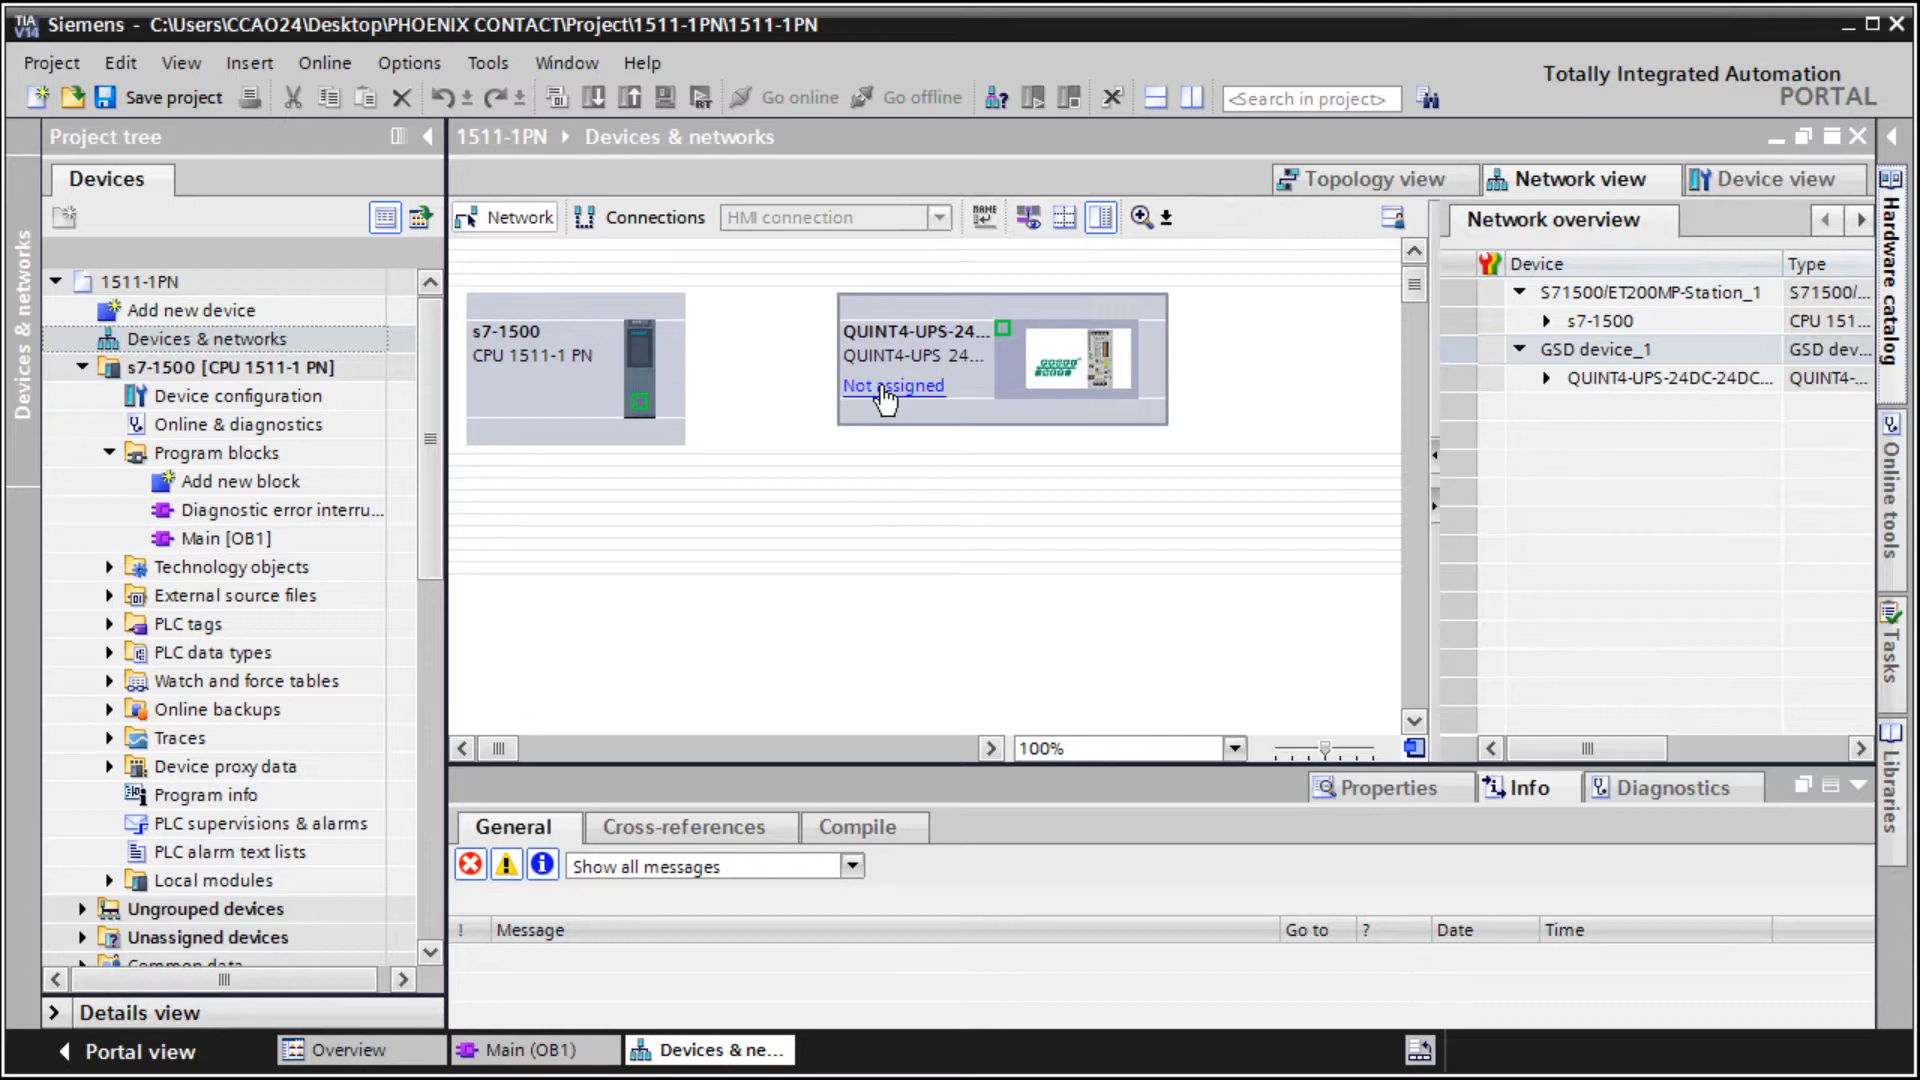 TIA V14 Siemens - C:\Users\CCAO24\Desktop\PHOENIX CONTACT\Project\1511-1PN\1511-1PN
Project Edit View Insert Online Options Tools Window Help
Totally Integrated Automation
PORTAL
Save project Go online Go offline <Search in project>
Project tree
1511-1PN Devices & networks
Devices
Topology view Network view Device view
Network Connections HMI connection NAME
Network overview
Device Type
S71500/ET200MP-Station_1 S71500/...
s7-1500 CPU 151...
GSD device_1 GSD dev...
QUINT4-UPS-24DC-24DC... QUINT4-...
s7-1500
CPU 1511-1 PN
QUINT4-UPS-24...
QUINT4-UPS 24...
Not assigned
1511-1PN
Add new device
Devices & networks
s7-1500 [CPU 1511-1 PN]
Device configuration
Online & diagnostics
Program blocks
Add new block
Diagnostic error interru...
Main [OB1]
Technology objects
External source files
PLC tags
PLC data types
Watch and force tables
Online backups
Traces
Device proxy data
Program info
PLC supervisions & alarms
PLC alarm text lists
Local modules
Ungrouped devices
Unassigned devices
Common data
Details view
Devices & networks
Hardware catalog
Online tools
Tasks
Libraries
100%
Properties Info Diagnostics
General Cross-references Compile
Show all messages
! Message Go to ? Date Time
Portal view Overview Main (OB1) Devices & ne...